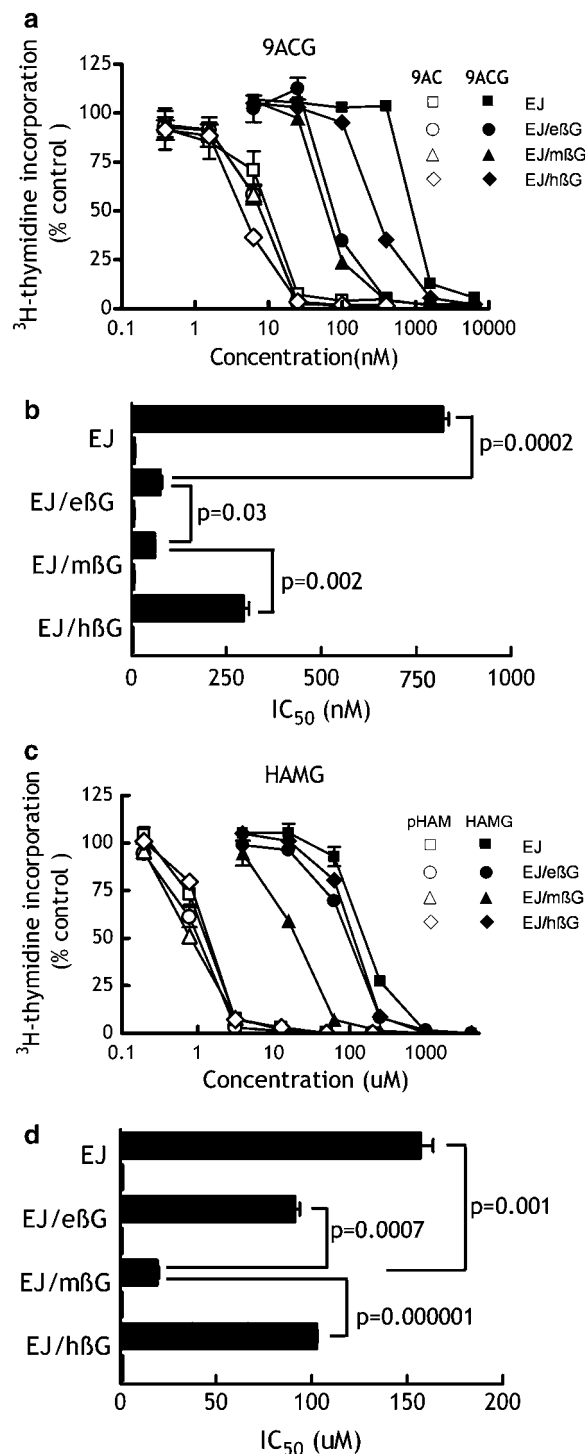 a
9ACG
9AC 9ACG
EJ
EJ/eßG
EJ/mßG
EJ/hßG
³H-thymidine incorporation
(% control )
125
100
75
50
25
0
0.1 1 10 100 1000 10000
Concentration(nM)
b
EJ
EJ/eßG
EJ/mßG
EJ/hßG
p=0.0002
p=0.03
p=0.002
0 250 500 750 1000
IC₅₀ (nM)
c
HAMG
pHAM HAMG
EJ
EJ/eßG
EJ/mßG
EJ/hßG
³H-thymidine incorporation
(% control )
125
100
75
50
25
0
0.1 1 10 100 1000
Concentration (uM)
d
EJ
EJ/eßG
EJ/mßG
EJ/hßG
p=0.001
p=0.0007
p=0.000001
0 50 100 150 200
IC₅₀ (uM)